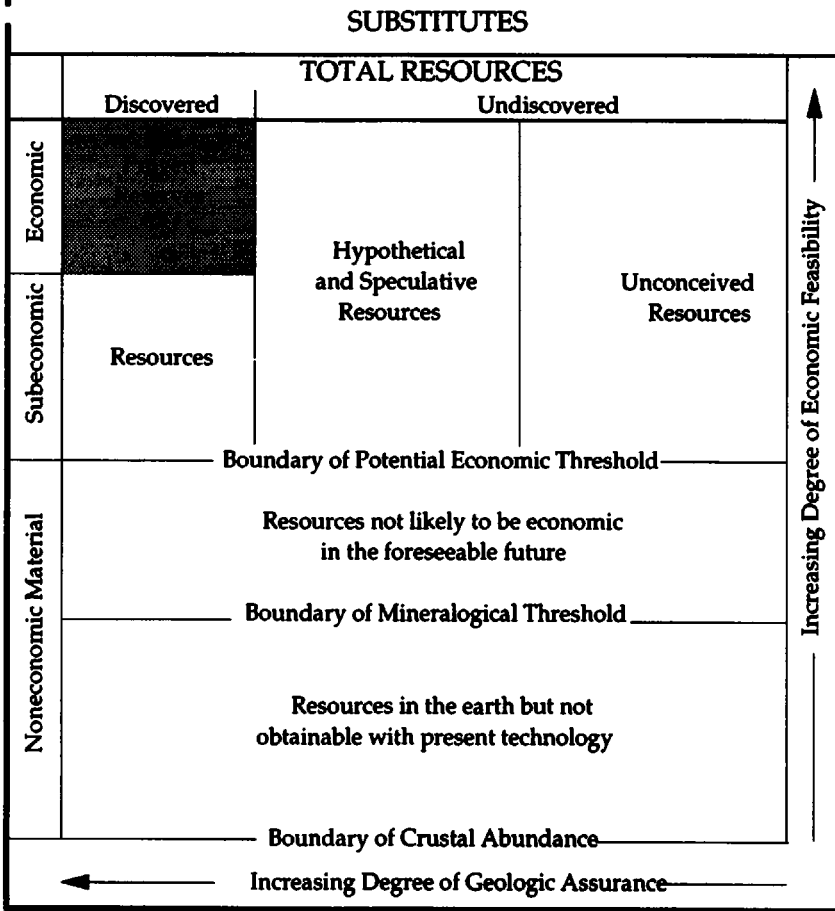 SUBSTITUTES
TOTAL RESOURCES
Discovered
Undiscovered
Economic
Hypothetical
and Speculative
Resources
Unconceived
Resources
Subeconomic
Resources
Boundary of Potential Economic Threshold
Noneconomic Material
Resources not likely to be economic
in the foreseeable future
Boundary of Mineralogical Threshold
Resources in the earth but not
obtainable with present technology
Boundary of Crustal Abundance
Increasing Degree of Geologic Assurance
Increasing Degree of Economic Feasibility